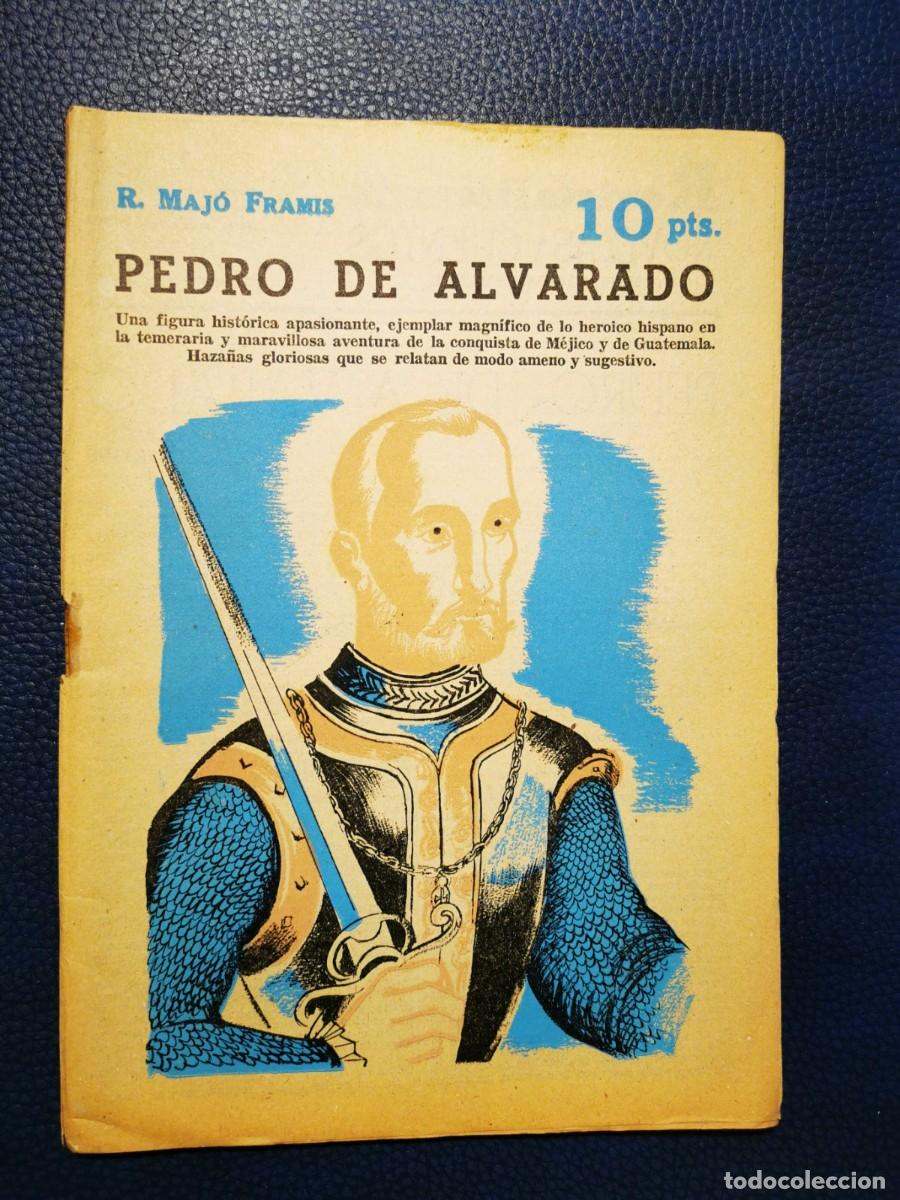 R. Majó Framis
10 pts.
PEDRO DE ALVARADO
Una figura histórica apasionante, ejemplar magnífico de lo heroico hispano en
la temeraria y maravillosa aventura de la conquista de Méjico y de Guatemala.
Hazañas gloriosas que se relatan de modo ameno y sugestivo.
todocoleccion